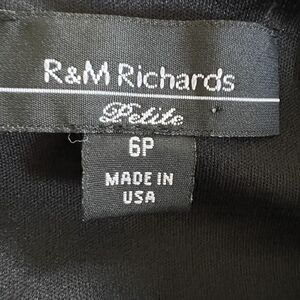 R&M Richards
Petite
6P
MADE IN
USA